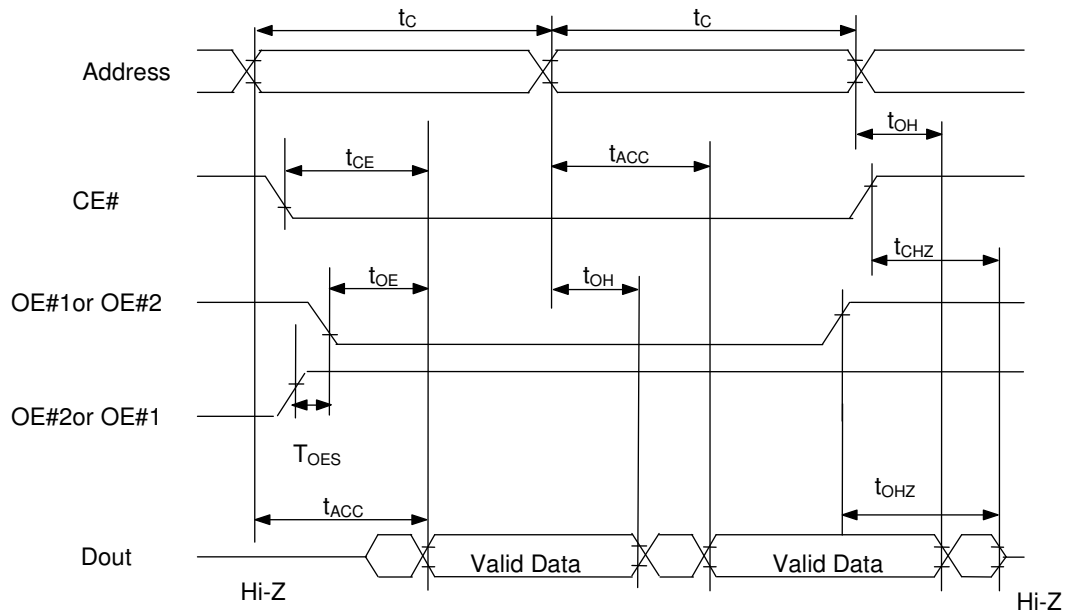 tC tC
Address
tOH
tCE tACC
CE#
tCHZ
tOE tOH
OE#1or OE#2
OE#2or OE#1
TOES
tOHZ
tACC
Dout Valid Data Valid Data
Hi-Z Hi-Z